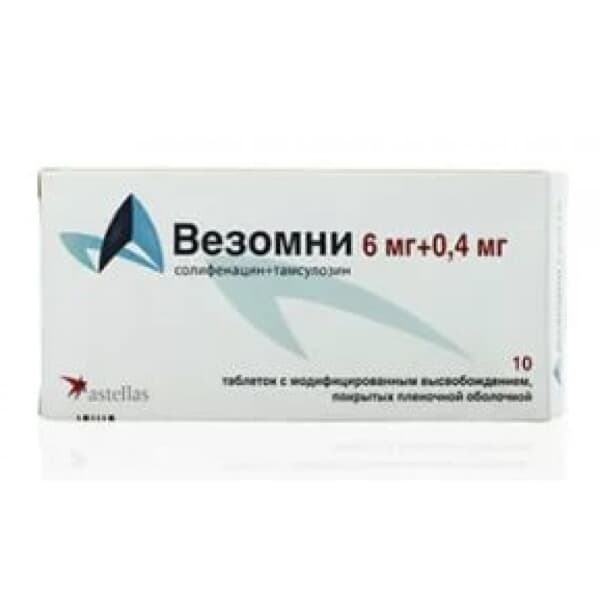 Везомни 6 мг+0,4 мг
солифенацин+тамсулозин
10
таблеток с модифицированным высвобождением,
покрытых пленочной оболочкой
astellas